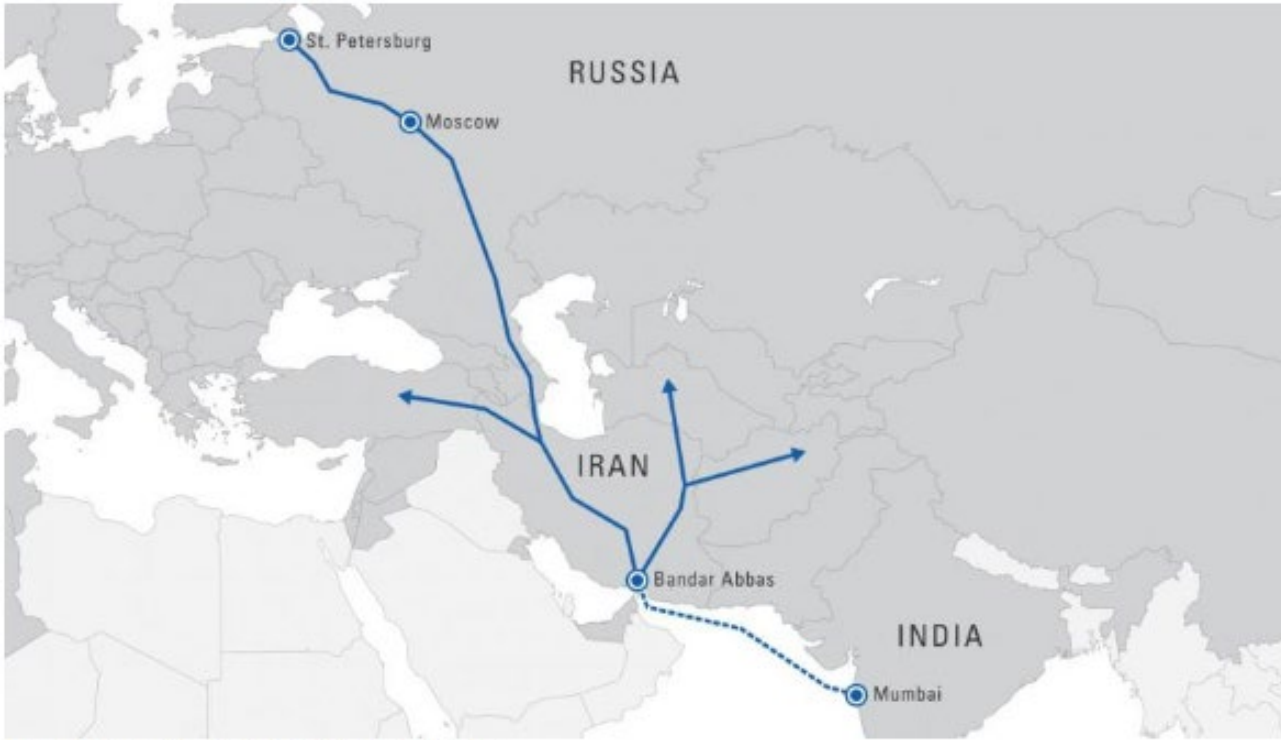 St. Petersburg
RUSSIA
Moscow
IRAN
Bandar Abbas
INDIA
Mumbai